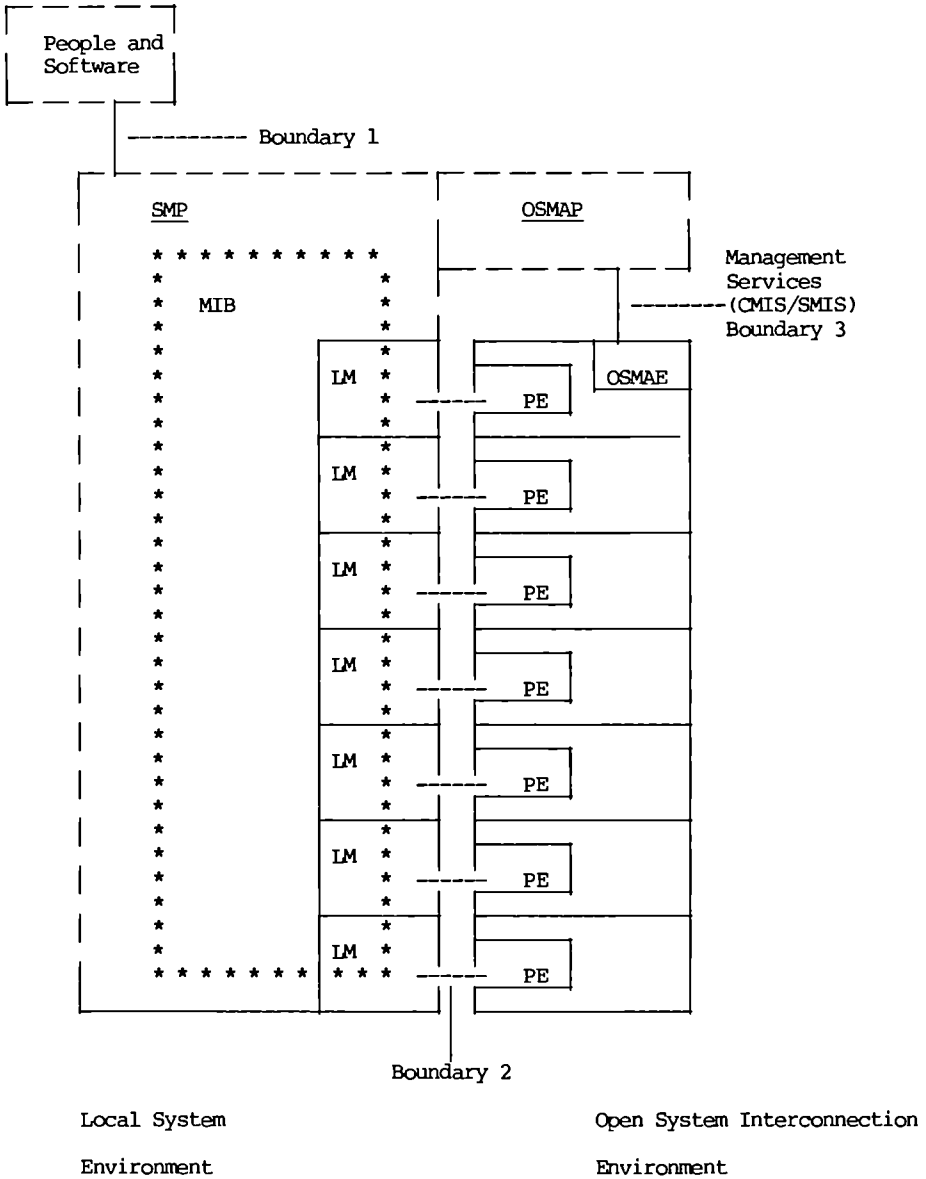 People and
Software
Boundary 1
SMP
OSMAP
MIB
Management
Services
(CMIS/SMIS)
Boundary 3
LM
OSMAE
PE
LM
PE
LM
PE
LM
PE
LM
PE
LM
PE
LM
PE
Boundary 2
Local System
Environment
Open System Interconnection
Environment